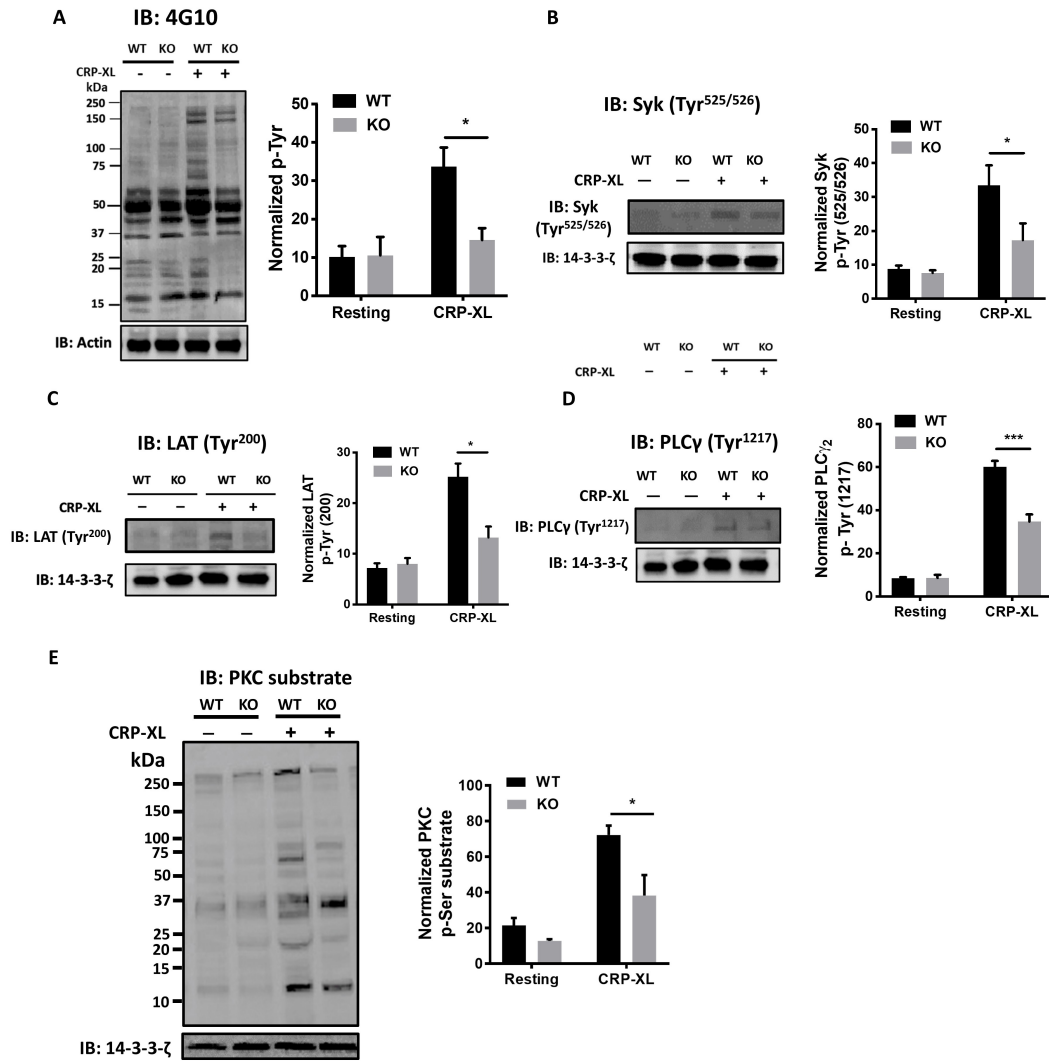 A
IB: 4G10
WT KO WT KO
CRP-XL - - + +
kDa
250
150
100
75
50
37
25
20
15
IB: Actin
Normalized p-Tyr
50
40
30
20
10
0
WT
KO
*
Resting CRP-XL
B
IB: Syk (Tyr525/526)
WT KO WT KO
CRP-XL — — + +
IB: Syk
(Tyr525/526)
IB: 14-3-3-ζ
Normalized Syk
p-Tyr (525/526)
50
40
30
20
10
0
WT
KO
*
Resting CRP-XL
WT KO WT KO
CRP-XL – – + +
C
IB: LAT (Tyr200)
WT KO WT KO
CRP-XL – – + +
IB: LAT (Tyr200)
IB: 14-3-3-ζ
Normalized LAT
p-Tyr (200)
30
20
10
0
WT
KO
*
Resting CRP-XL
D
IB: PLCγ (Tyr1217)
WT KO WT KO
CRP-XL — — + +
IB: PLCγ (Tyr1217)
IB: 14-3-3-ζ
Normalized PLCγ2
p- Tyr (1217)
80
60
40
20
0
WT
KO
***
Resting CRP-XL
E
IB: PKC substrate
WT KO WT KO
CRP-XL – – + +
kDa
250
150
100
75
50
37
25
20
15
10
IB: 14-3-3-ζ
Normalized PKC
p-Ser substrate
100
80
60
40
20
0
WT
KO
*
Resting CRP-XL